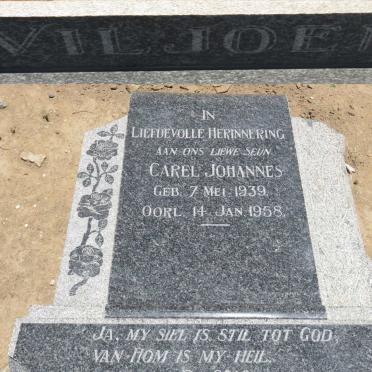 VILJOEN
IN
LIEFDEVOLLE HERINNERING
AAN ONS LIEWE SEUN
CAREL JOHANNES
GEB. 7 MEI 1939.
OORL. 14 JAN. 1958.
JA, MY SIEL IS STIL TOT GOD,
VAN HOM IS MY HEIL.